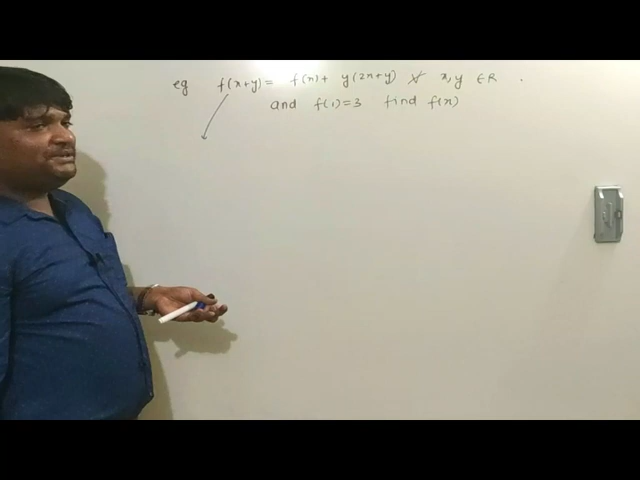 eg f(x+y) = f(x) + y(2x+y) ∀ x,y ∈ R .
and f(1) = 3 find f(x)